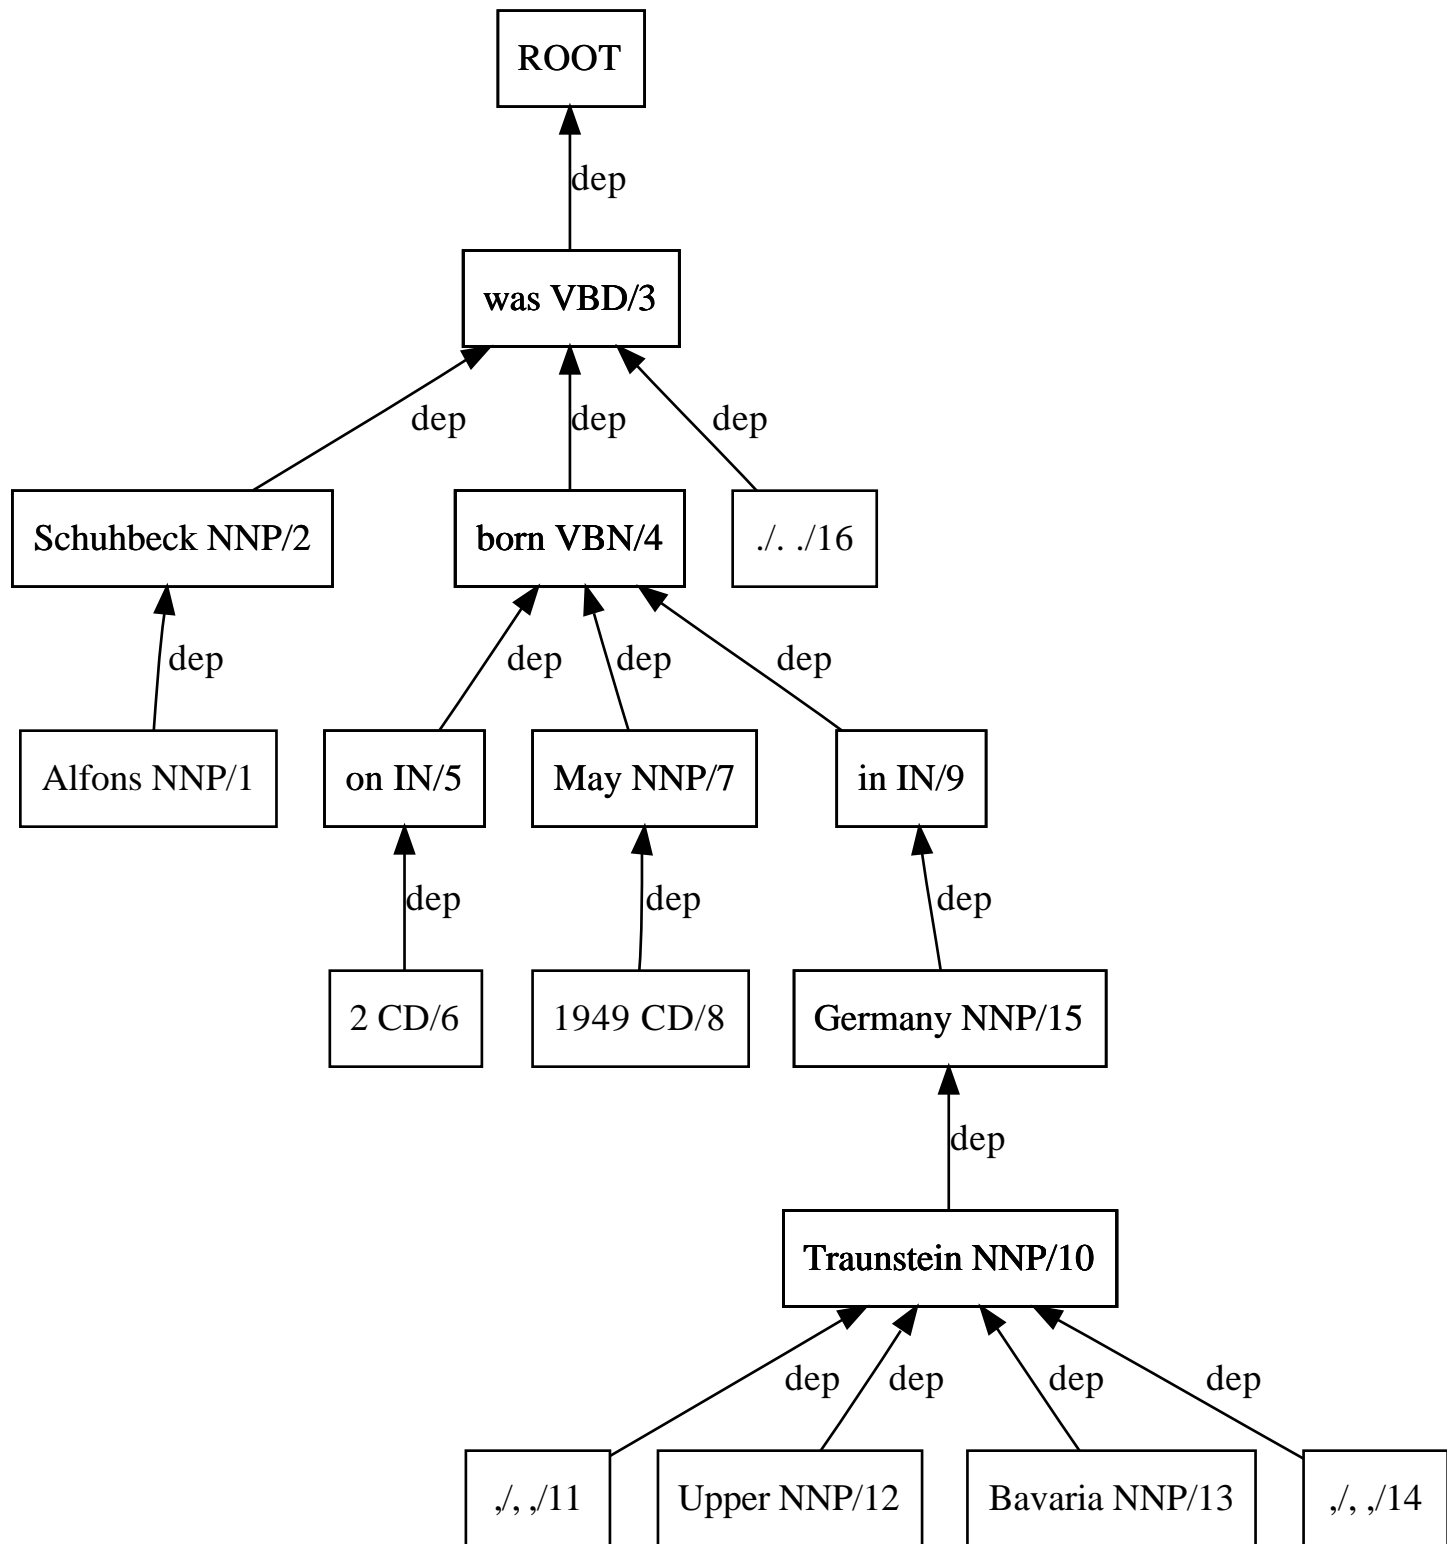 ROOT
dep
was VBD/3
dep dep dep
Schuhbeck NNP/2 born VBN/4 ./. ./16
dep dep dep dep
Alfons NNP/1 on IN/5 May NNP/7 in IN/9
dep dep dep
2 CD/6 1949 CD/8 Germany NNP/15
dep
Traunstein NNP/10
dep dep dep dep
,/, ,/11 Upper NNP/12 Bavaria NNP/13 ,/, ,/14